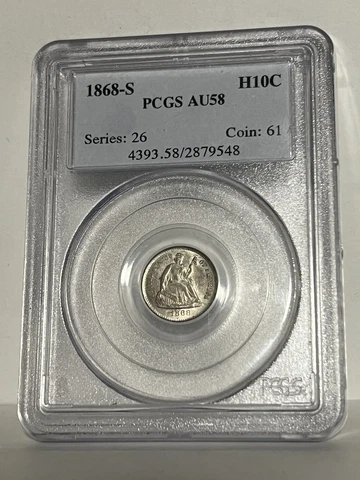 1868-S H10C
PCGS AU58
Series: 26 Coin: 61
4393.58/2879548
1868
PCGS